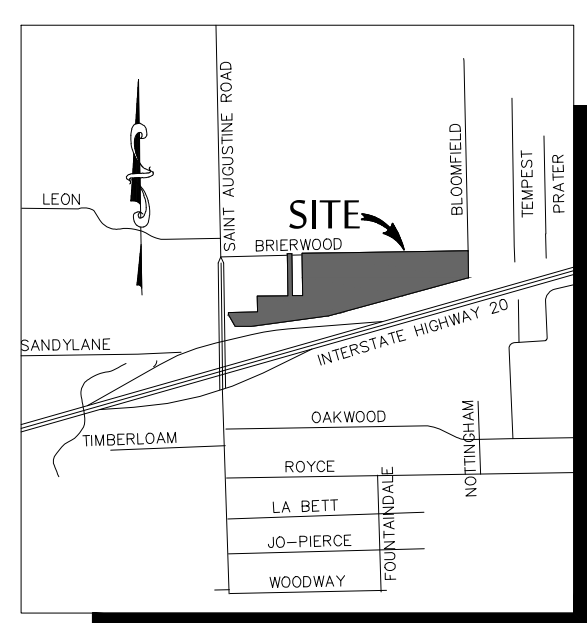 SAINT AUGUSTINE ROAD
BLOOMFIELD
TEMPEST
PRATER
LEON
SITE
BRIERWOOD
INTERSTATE HIGHWAY 20
SANDYLANE
OAKWOOD
TIMBERLOAM
NOTTINGHAM
ROYCE
FOUNTAINDALE
LA BETT
JO-PIERCE
WOODWAY